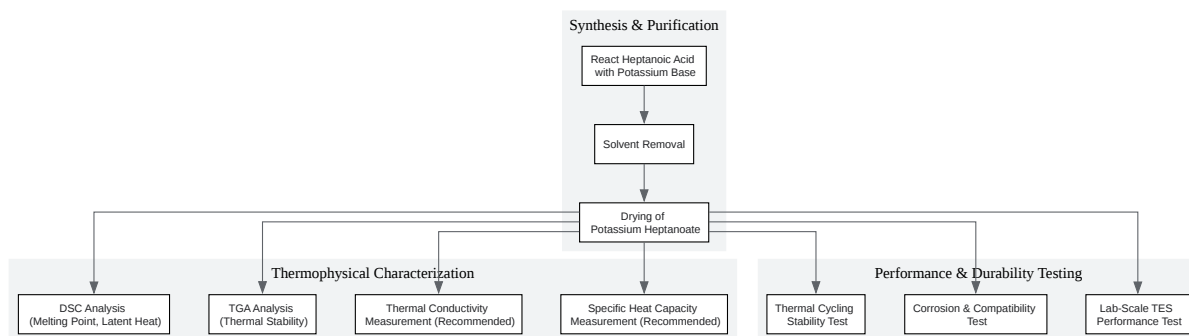 Synthesis & Purification
React Heptanoic Acid
with Potassium Base
Solvent Removal
Drying of
Potassium Heptanoate
Thermophysical Characterization
Performance & Durability Testing
DSC Analysis
(Melting Point, Latent Heat)
TGA Analysis
(Thermal Stability)
Thermal Conductivity
Measurement (Recommended)
Specific Heat Capacity
Measurement (Recommended)
Thermal Cycling
Stability Test
Corrosion & Compatibility
Test
Lab-Scale TES
Performance Test